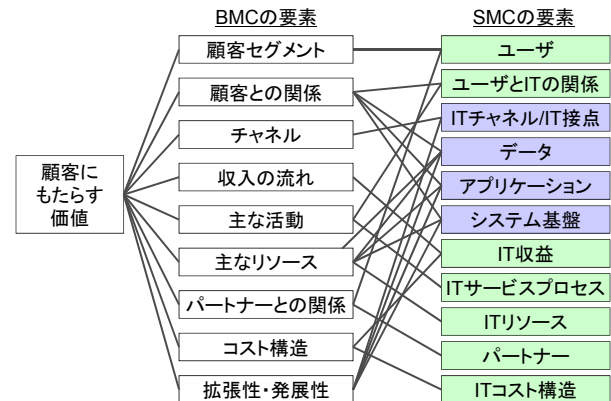 BMCの要素
SMCの要素
顧客に
もたらす
価値
顧客セグメント
顧客との関係
チャネル
収入の流れ
主な活動
主なリソース
パートナーとの関係
コスト構造
拡張性・発展性
ユーザ
ユーザとITの関係
ITチャネル/IT接点
データ
アプリケーション
システム基盤
IT収益
ITサービスプロセス
ITリソース
パートナー
ITコスト構造